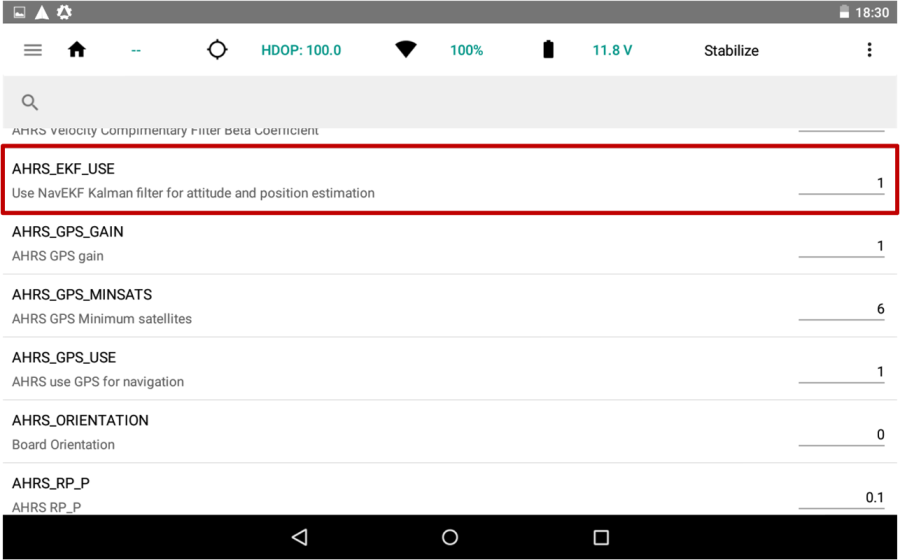 18:30
-- HDOP: 100.0 100% 11.8 V Stabilize
AHRS Velocity Complmentary Filter Beta Coefficient
AHRS_EKF_USE
Use NavEKF Kalman filter for attitude and position estimation
1
AHRS_GPS_GAIN
AHRS GPS gain
1
AHRS_GPS_MINSATS
AHRS GPS Minimum satellites
6
AHRS_GPS_USE
AHRS use GPS for navigation
1
AHRS_ORIENTATION
Board Orientation
0
AHRS_RP_P
AHRS RP_P
0.1